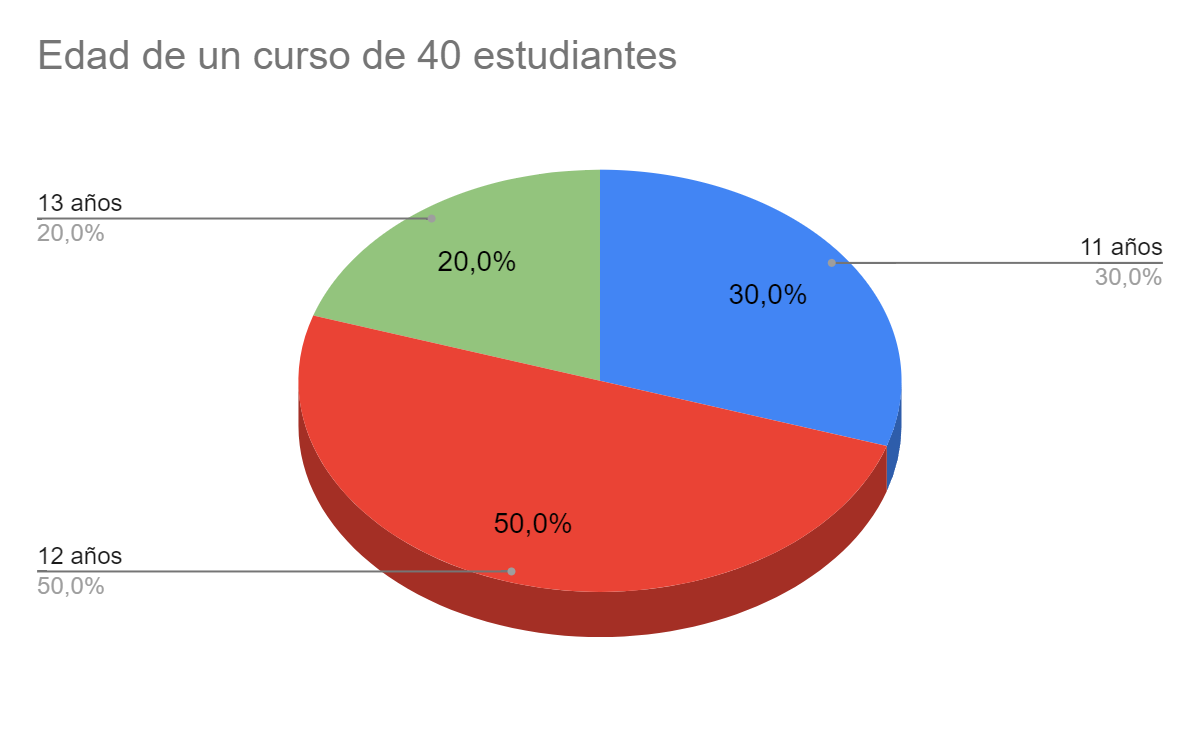 Edad de un curso de 40 estudiantes
13 años
20,0%
11 años
30,0%
20,0%
30,0%
50,0%
12 años
50,0%